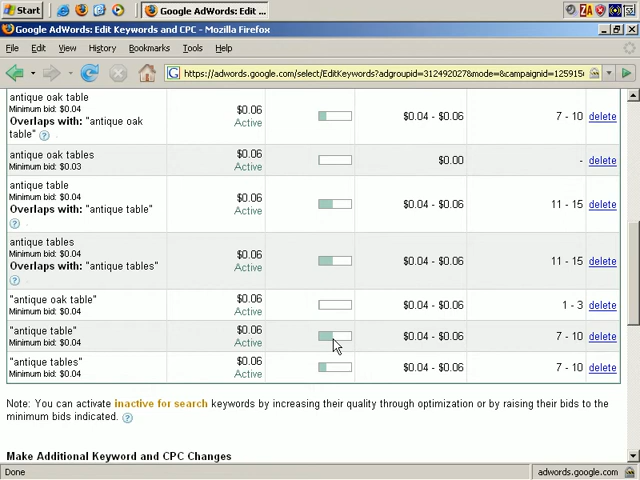 Start
Google AdWords: Edit ...
Google AdWords: Edit Keywords and CPC - Mozilla Firefox
File Edit View History Bookmarks Tools Help
https://adwords.google.com/select/EditKeywords?adgroupid=312492027&mode=&campaignid=125915
antique oak table
Minimum bid: $0.04
Overlaps with: "antique oak
table" ?
$0.06
Active
$0.04 - $0.06
7 - 10
delete
antique oak tables
Minimum bid: $0.03
$0.06
Active
$0.00
-
delete
antique table
Minimum bid: $0.04
Overlaps with: "antique table"
?
$0.06
Active
$0.04 - $0.06
11 - 15
delete
antique tables
Minimum bid: $0.04
Overlaps with: "antique tables"
?
$0.06
Active
$0.04 - $0.06
11 - 15
delete
"antique oak table"
Minimum bid: $0.04
$0.06
Active
$0.04 - $0.06
1 - 3
delete
"antique table"
Minimum bid: $0.04
$0.06
Active
$0.04 - $0.06
7 - 10
delete
"antique tables"
Minimum bid: $0.04
$0.06
Active
$0.04 - $0.06
7 - 10
delete
Note: You can activate inactive for search keywords by increasing their quality through optimization or by raising their bids to the
minimum bids indicated. ?
Make Additional Keyword and CPC Changes
Done
adwords.google.com